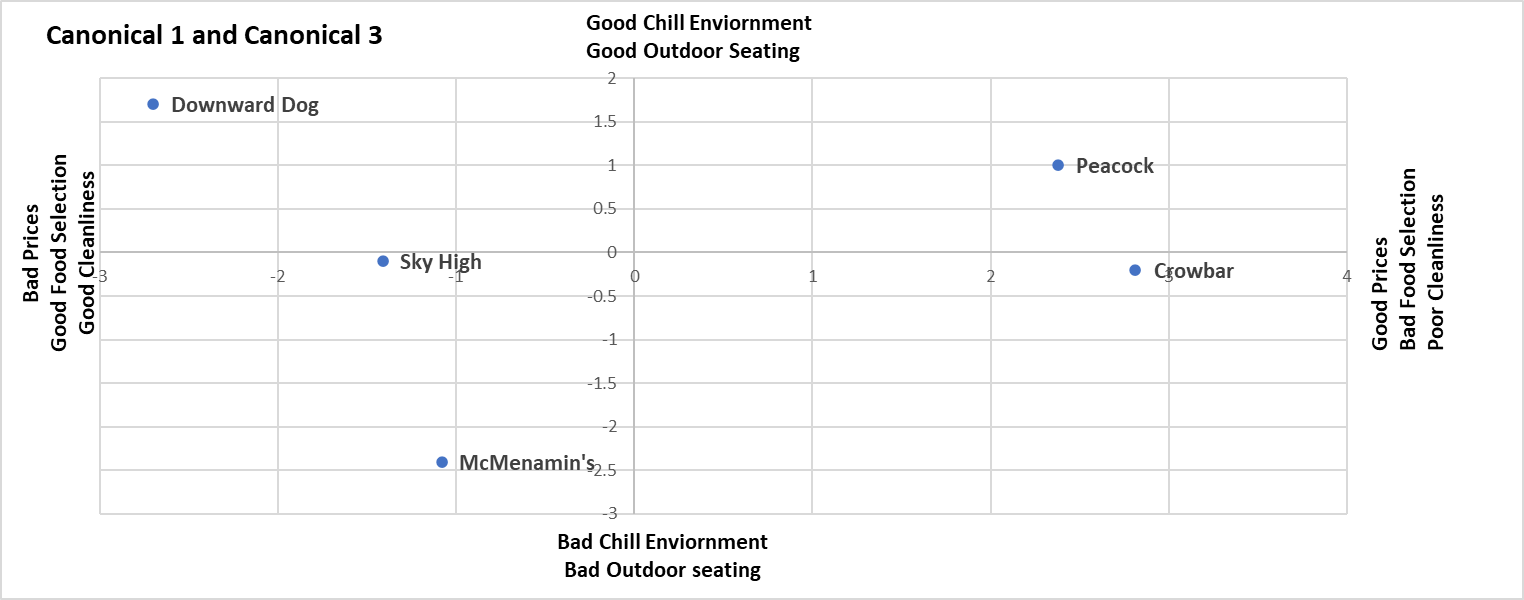 Canonical 1 and Canonical 3
Good Chill Enviornment
Good Outdoor Seating
Bad Prices
Good Food Selection
Good Cleanliness
2
1.5
1
0.5
0
-0.5
-1
-1.5
-2
-2.5
-3
-3
-2
-1
0
1
2
3
4
Downward Dog
Peacock
Sky High
Crowbar
McMenamin's
Good Prices
Bad Food Selection
Poor Cleanliness
Bad Chill Enviornment
Bad Outdoor seating